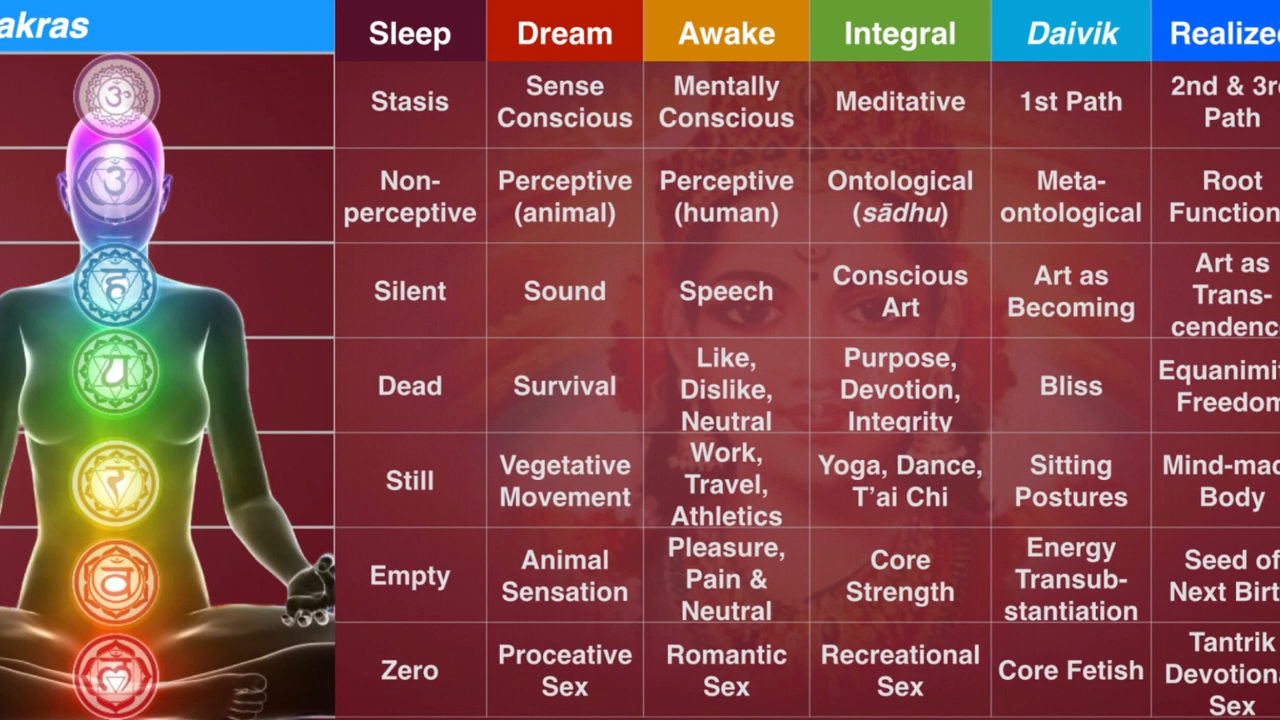 akras
Sleep
Dream
Awake
Integral
Daivik
Realize
ॐ
Stasis
Sense
Conscious
Mentally
Conscious
Meditative
1st Path
2nd & 3r
Path
ॐ
Non-
perceptive
Perceptive
(animal)
Perceptive
(human)
Ontological
(sādhu)
Meta-
ontological
Root
Function
Silent
Sound
Speech
Conscious
Art
Art as
Becoming
Art as
Trans-
cendenc
Dead
Survival
Like,
Dislike,
Neutral
Purpose,
Devotion,
Integrity
Bliss
Equanimi
Freedom
Still
Vegetative
Movement
Work,
Travel,
Athletics
Yoga, Dance,
T'ai Chi
Sitting
Postures
Mind-mad
Body
Empty
Animal
Sensation
Pleasure,
Pain &
Neutral
Core
Strength
Energy
Transub-
stantiation
Seed of
Next Birt
Zero
Proceative
Sex
Romantic
Sex
Recreational
Sex
Core Fetish
Tantrik
Devotiona
Sex